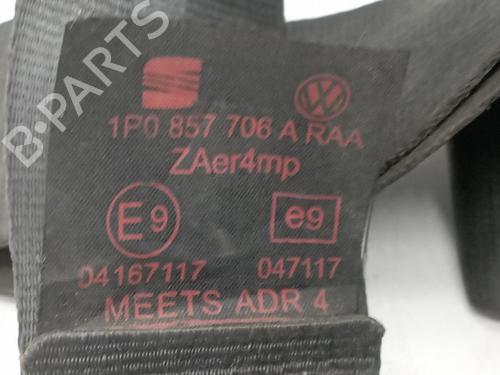 1P0 857 706 A RAA
ZAer4mp
E9 e9
04167117 047117
MEETS ADR 4
B-PARTS